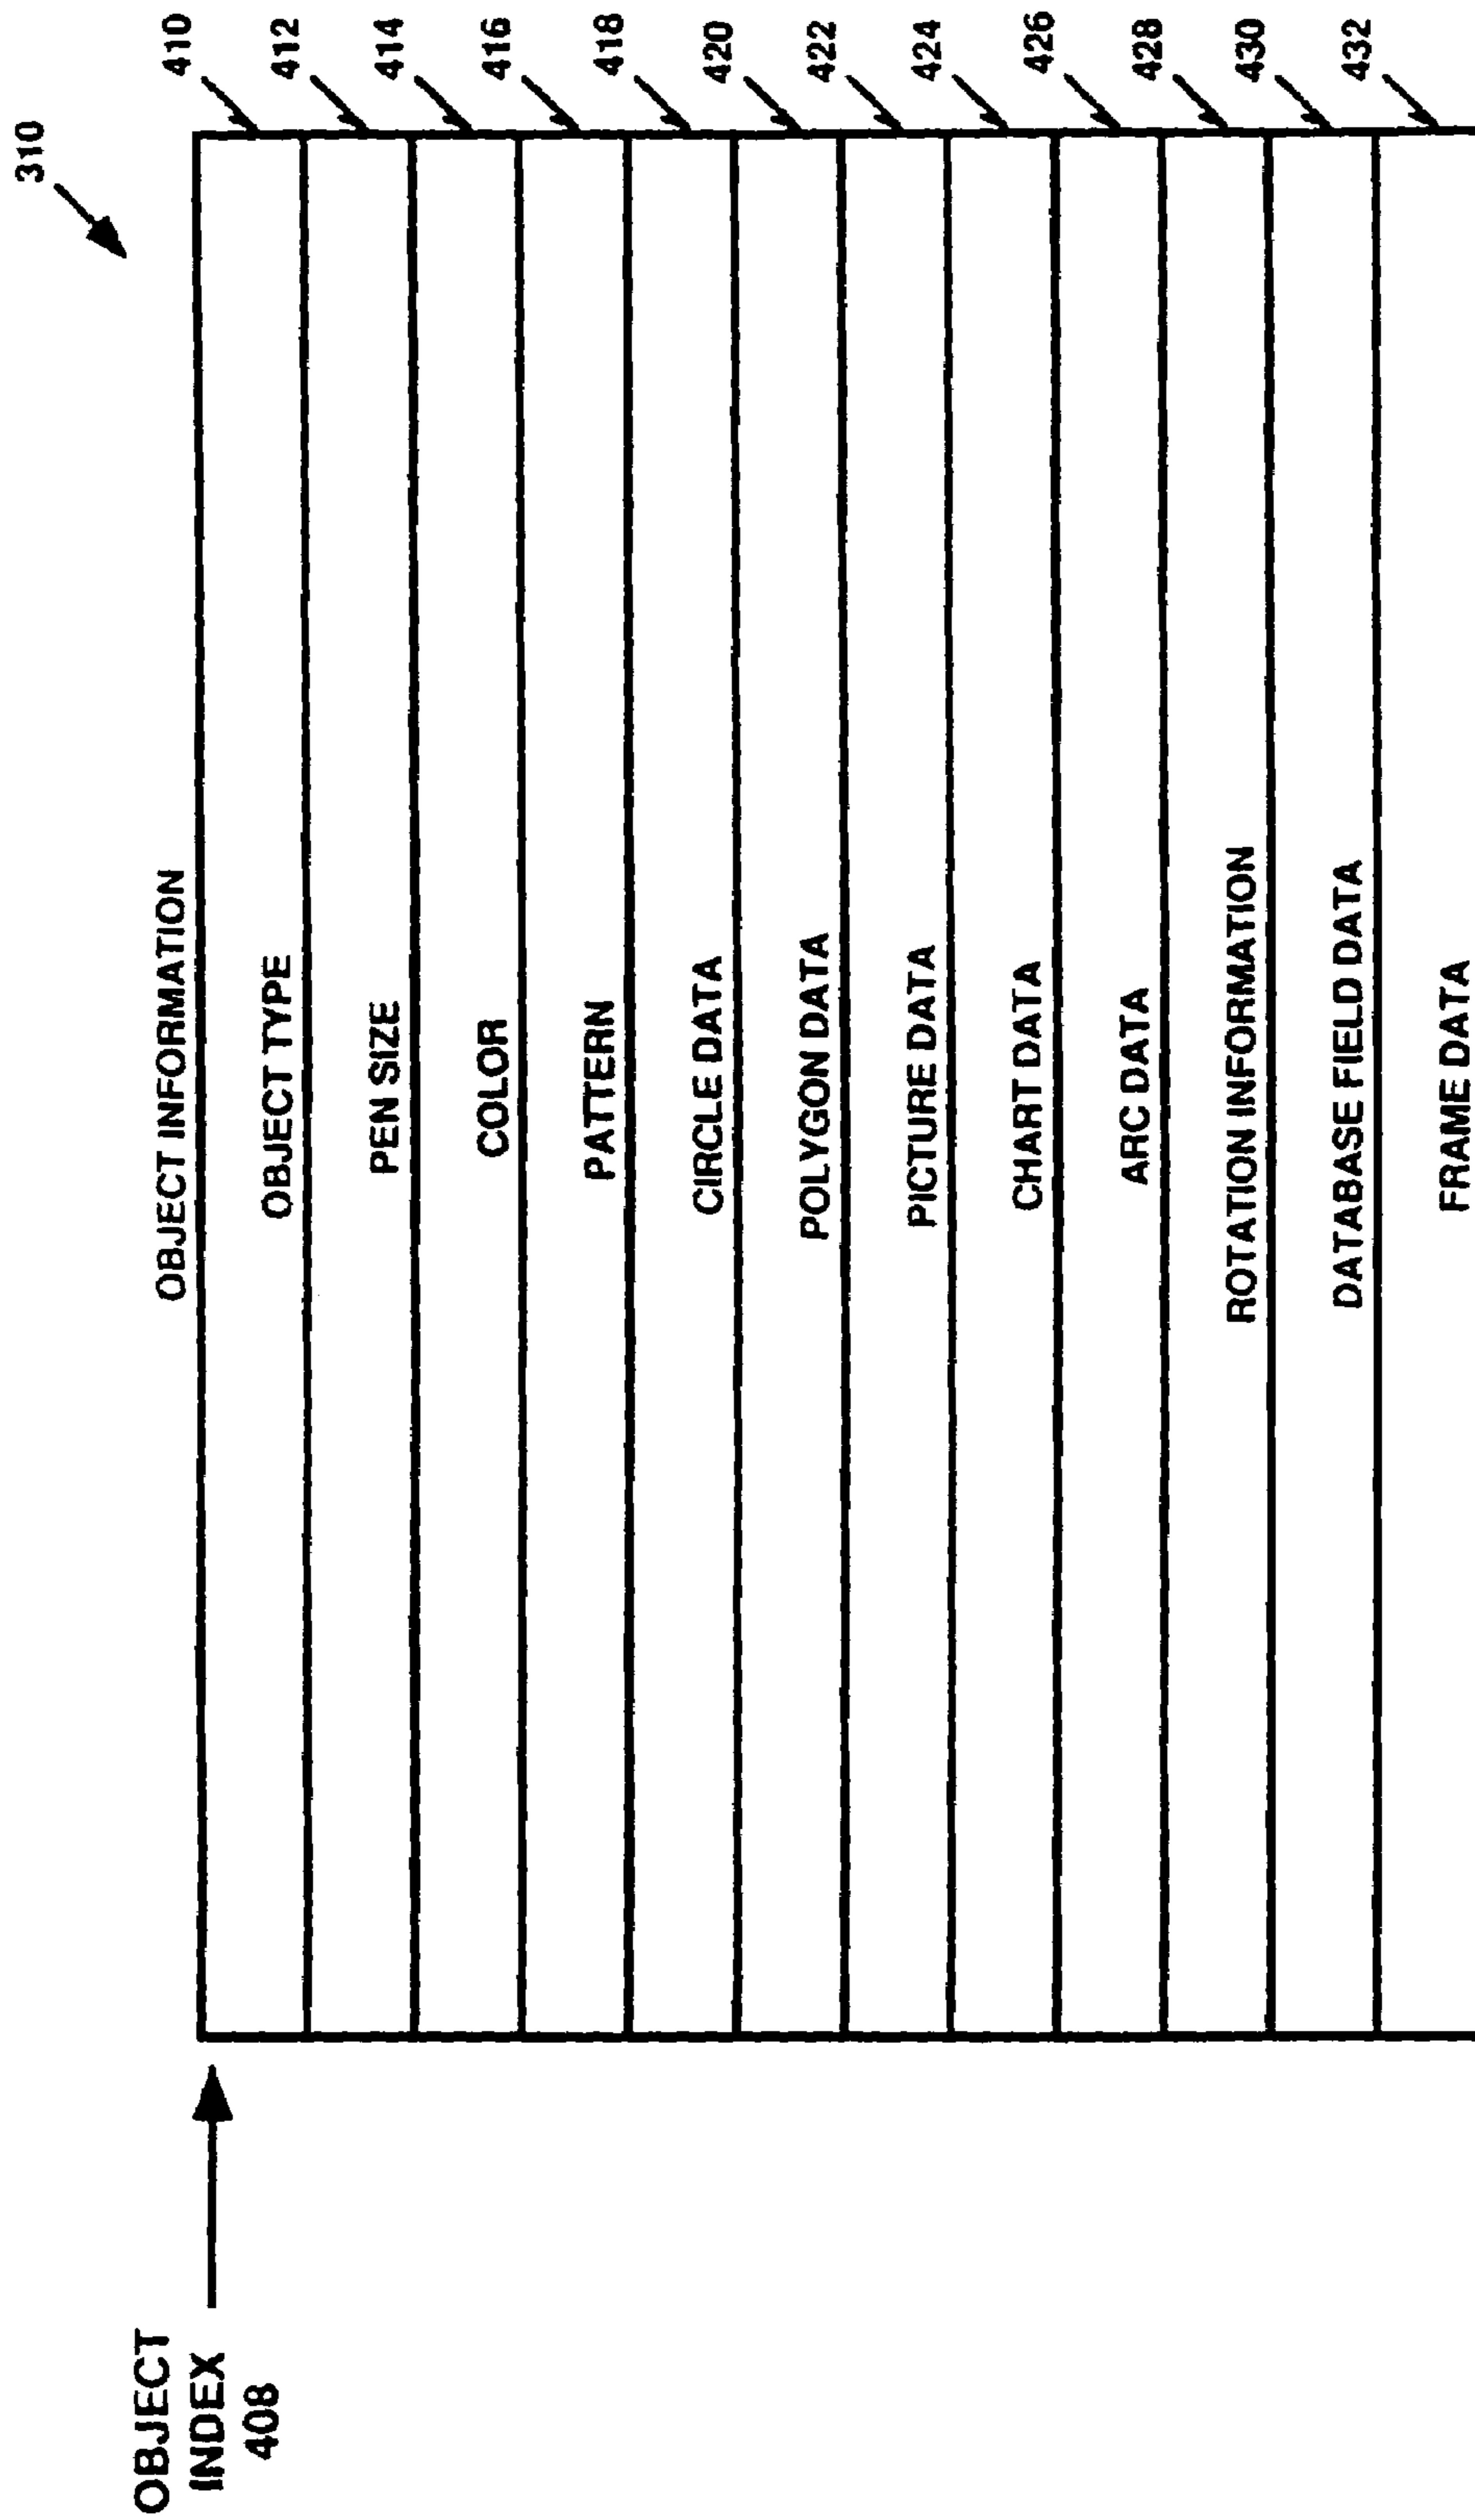 310
OBJECT
INDEX
408
OBJECT INFORMATION 410
OBJECT TYPE 412
PEN SIZE 414
COLOR 416
PATTERN 418
CIRCLE DATA 420
POLYGON DATA 422
PICTURE DATA 424
CHART DATA 426
ARC DATA 428
ROTATION INFORMATION 430
DATABASE FIELD DATA 432
FRAME DATA